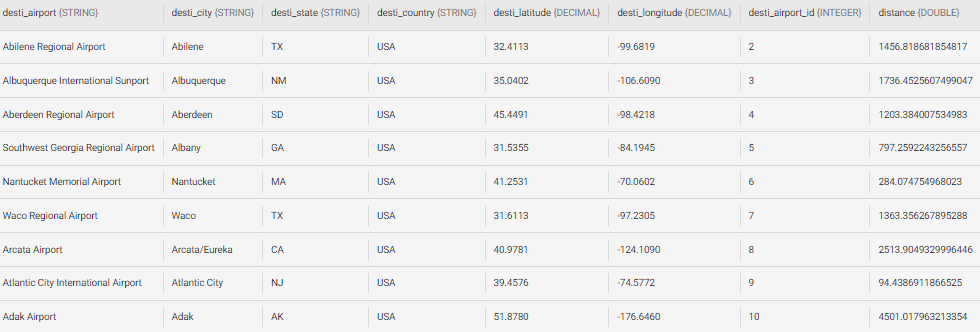 desti_airport (STRING) desti_city (STRING) desti_state (STRING) desti_country (STRING) desti_latitude (DECIMAL) desti_longitude (DECIMAL) desti_airport_id (INTEGER) distance (DOUBLE)
Abilene Regional Airport Abilene TX USA 32.4113 -99.6819 2 1456.818681854817
Albuquerque International Sunport Albuquerque NM USA 35.0402 -106.6090 3 1736.4525607499047
Aberdeen Regional Airport Aberdeen SD USA 45.4491 -98.4218 4 1203.384007534983
Southwest Georgia Regional Airport Albany GA USA 31.5355 -84.1945 5 797.2592243256557
Nantucket Memorial Airport Nantucket MA USA 41.2531 -70.0602 6 284.074754968023
Waco Regional Airport Waco TX USA 31.6113 -97.2305 7 1363.356267895288
Arcata Airport Arcata/Eureka CA USA 40.9781 -124.1090 8 2513.9049329996446
Atlantic City International Airport Atlantic City NJ USA 39.4576 -74.5772 9 94.4386911866525
Adak Airport Adak AK USA 51.8780 -176.6460 10 4501.017963213354